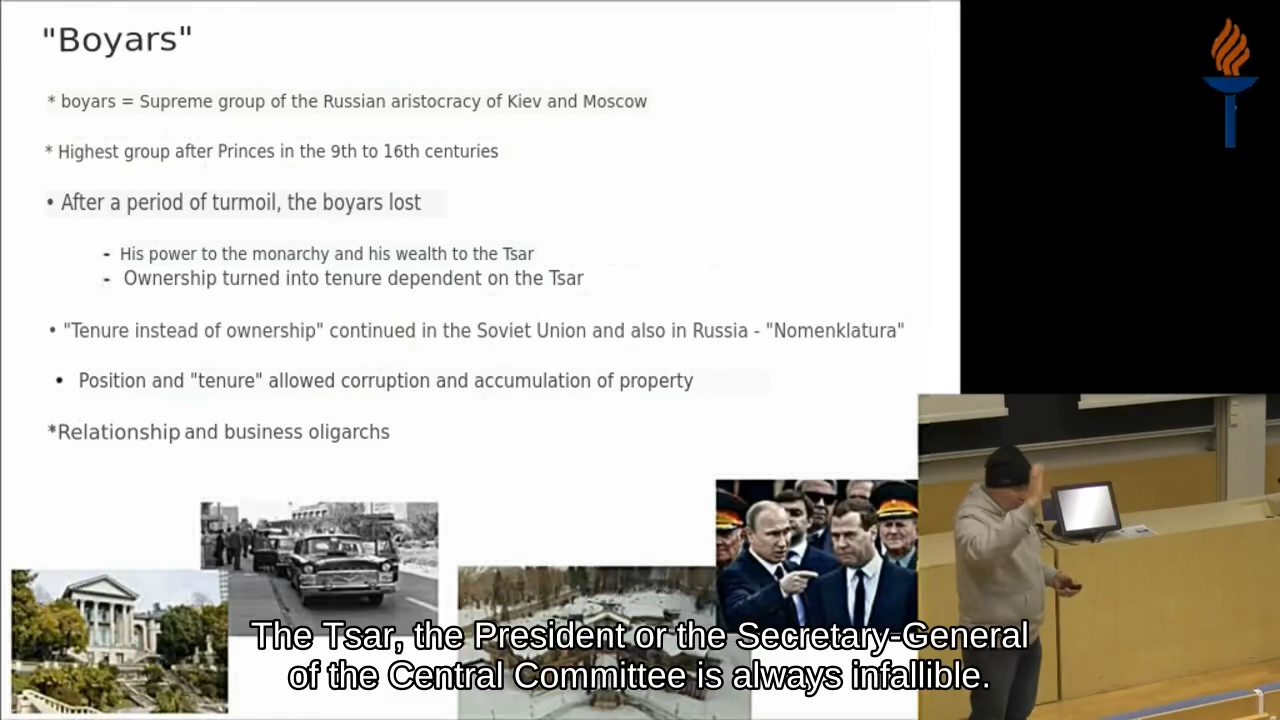 "Boyars"
* boyars = Supreme group of the Russian aristocracy of Kiev and Moscow
* Highest group after Princes in the 9th to 16th centuries
• After a period of turmoil, the boyars lost
- His power to the monarchy and his wealth to the Tsar
- Ownership turned into tenure dependent on the Tsar
• "Tenure instead of ownership" continued in the Soviet Union and also in Russia - "Nomenklatura"
• Position and "tenure" allowed corruption and accumulation of property
*Relationship and business oligarchs
The Tsar, the President or the Secretary-General
of the Central Committee is always infallible.